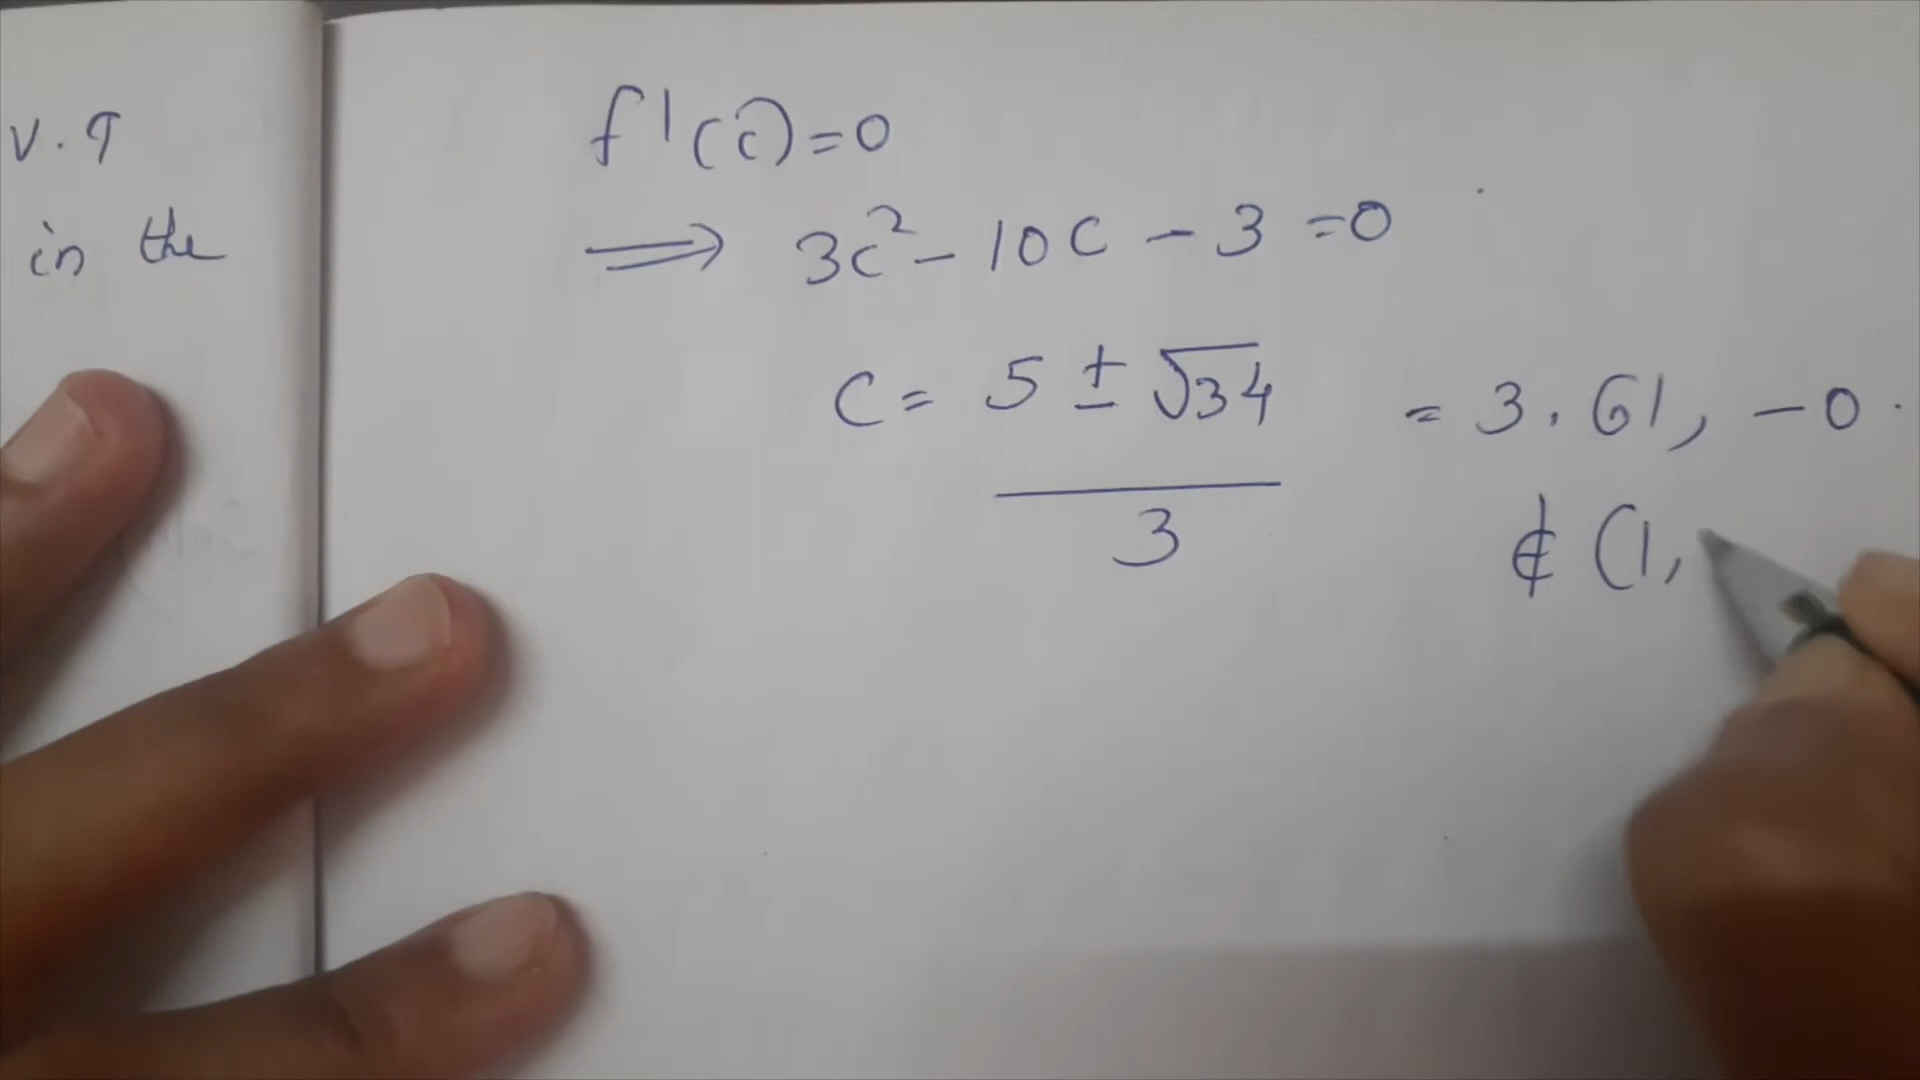 V. T
in the
f'(c)=0
⟹ 3c² - 10c - 3 = 0
c = 5 ± √34 = 3.61, -0.
3
∉ (1,